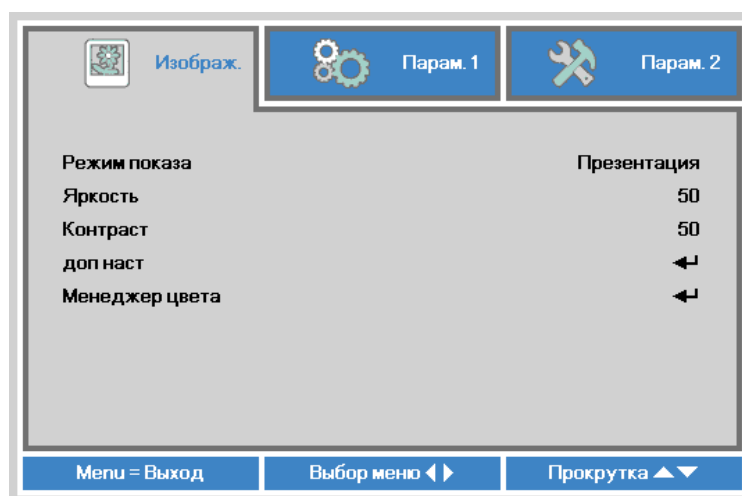 Изображ. Парам. 1 Парам. 2
Режим показа Презентация
Яркость 50
Контраст 50
доп наст
Менеджер цвета
Menu = Выход Выбор меню Прокрутка